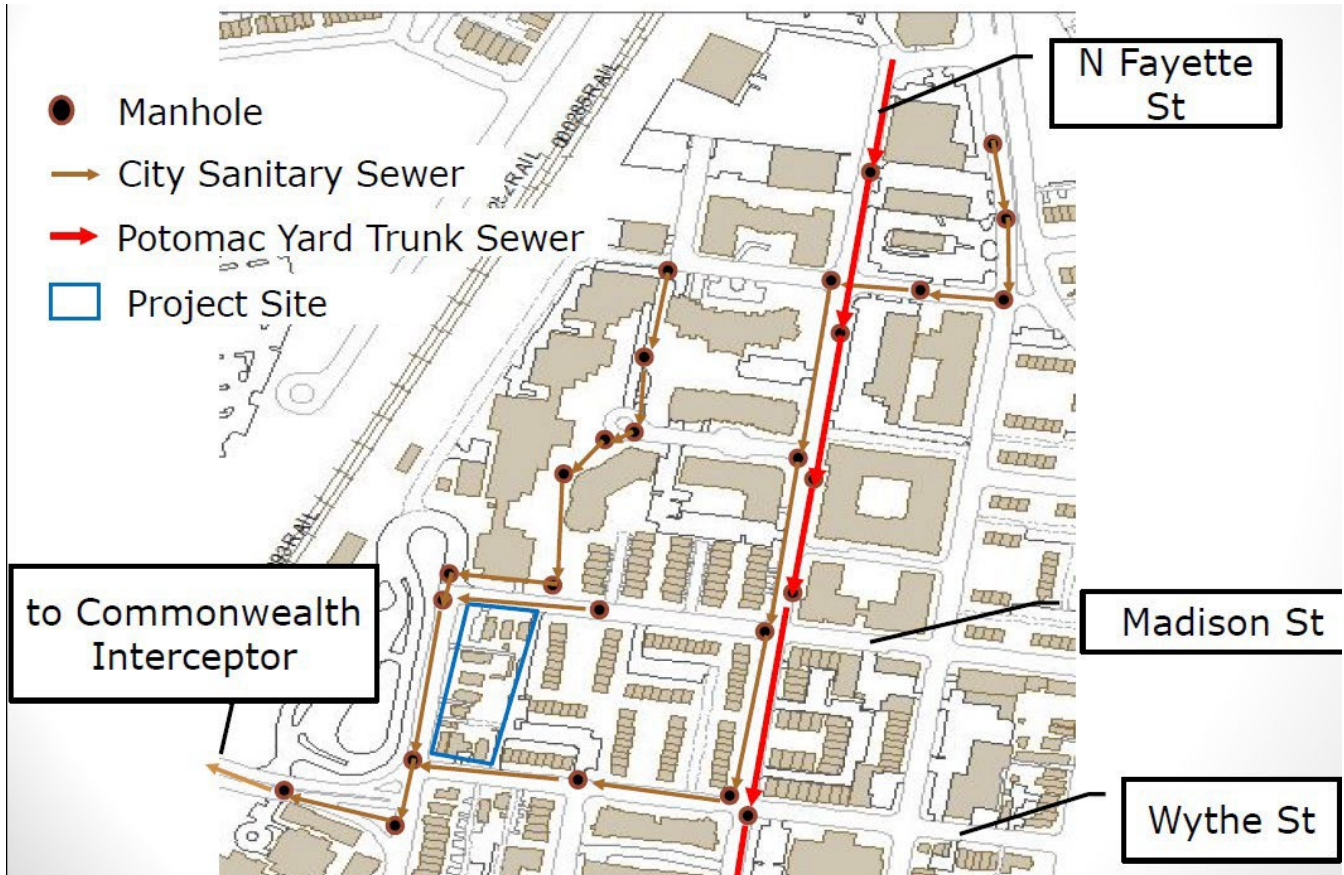 N Fayette
St
Manhole
City Sanitary Sewer
Potomac Yard Trunk Sewer
Project Site
to Commonwealth
Interceptor
Madison St
Wythe St